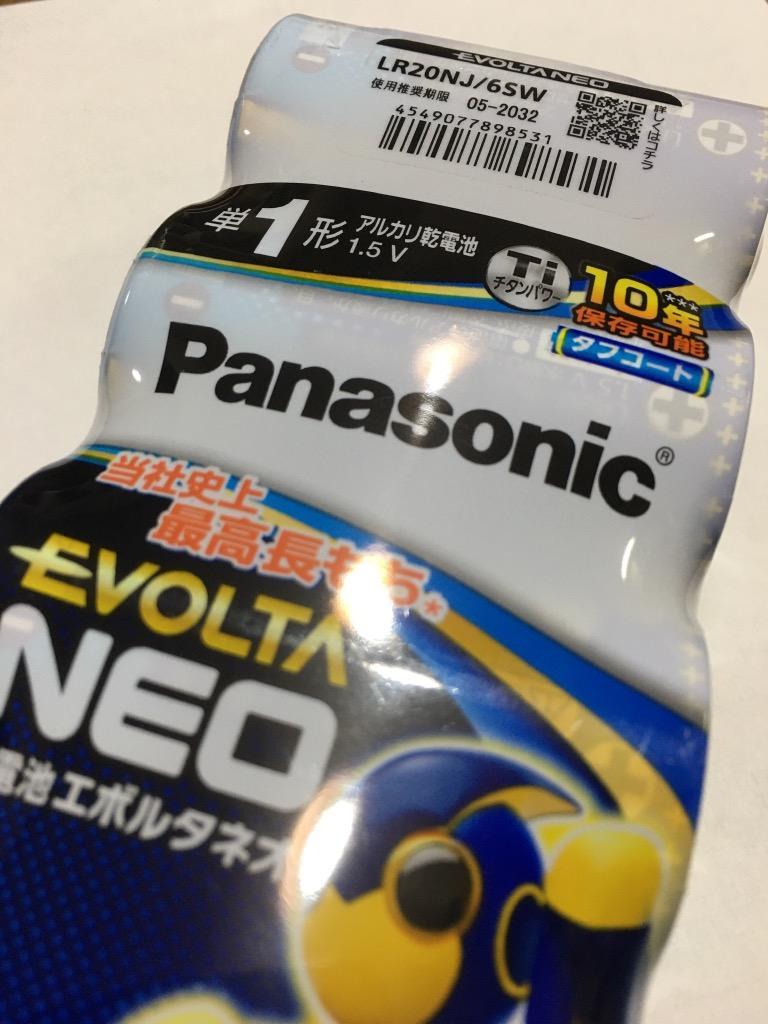 EVOLTA NEO
LR20NJ/6SW
使用推奨期限 05-2032
詳しくはコチラ
4549077898531
単1形 アルカリ乾電池
1.5V
Ti
チタンパワー
10年***
保存可能
タフコート
Panasonic®
当社史上
最高長もち*
EVOLTA
NEO
電池エボルタネオ